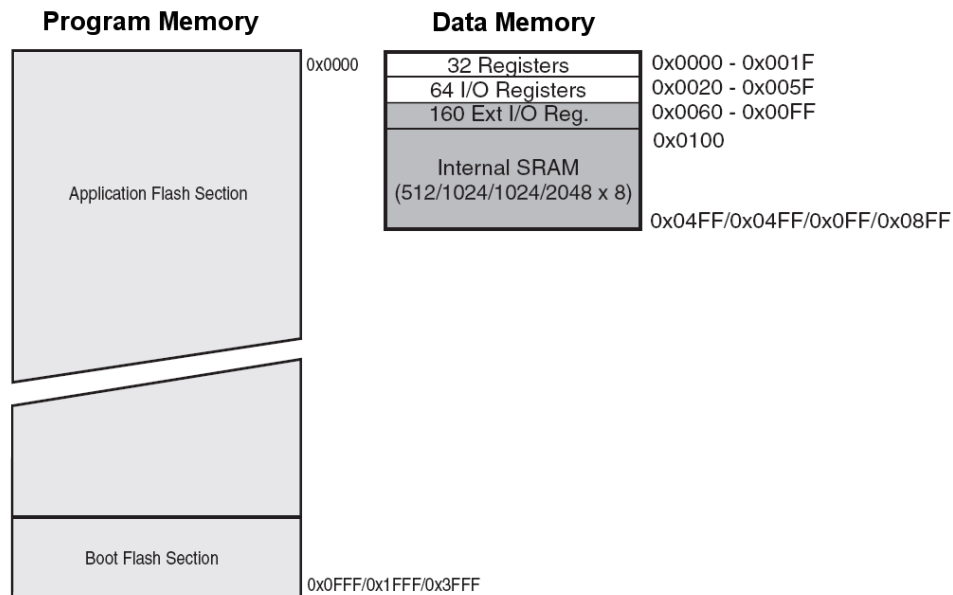 Program Memory
Data Memory
0x0000
Application Flash Section
Boot Flash Section
0x0FFF/0x1FFF/0x3FFF
32 Registers
0x0000 - 0x001F
64 I/O Registers
0x0020 - 0x005F
160 Ext I/O Reg.
0x0060 - 0x00FF
0x0100
Internal SRAM
(512/1024/1024/2048 x 8)
0x04FF/0x04FF/0x0FF/0x08FF